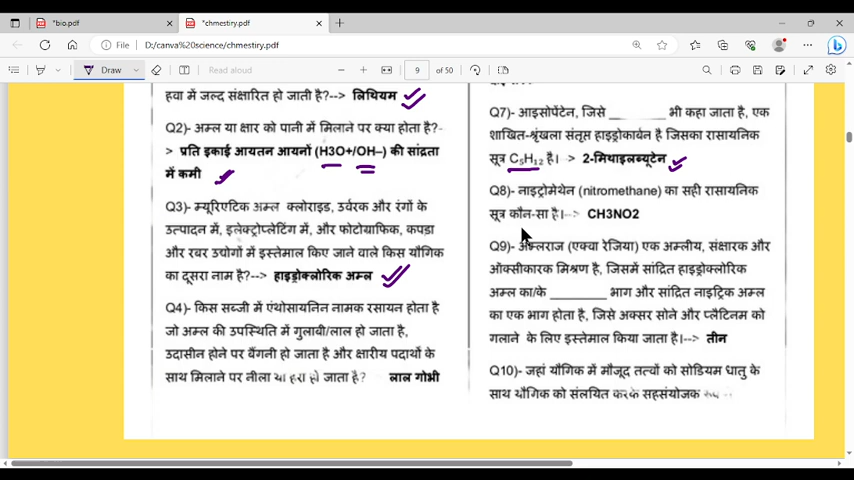 *bio.pdf
*chmestiry.pdf
File
D:/canva%20science/chmestiry.pdf
Draw
Read aloud
9
of 50
हवा में जल्द संक्षारित हो जाती है?--> लिथियम
Q2)- अम्ल या क्षार को पानी में मिलाने पर क्या होता है?-
> प्रति इकाई आयतन आयनों (H3O+/OH–) की सांद्रता
में कमी
Q3)- म्यूरिएटिक अम्ल क्लोराइड, उर्वरक और रंगों के
उत्पादन में, इलेक्ट्रोप्लेटिंग में, और फोटोग्राफिक, कपड़ा
और रबर उद्योगों में इस्तेमाल किए जाने वाले किस यौगिक
का दूसरा नाम है?--> हाइड्रोक्लोरिक अम्ल
Q4)- किस सब्जी में एंथोसायनिन नामक रसायन होता है
जो अम्ल की उपस्थिति में गुलाबी/लाल हो जाता है,
उदासीन होने पर बैंगनी हो जाता है और क्षारीय पदार्थों के
साथ मिलाने पर नीला या हरा हो जाता है? लाल गोभी
Q7)- आइसोपेंटेन, जिसे ________ भी कहा जाता है, एक
शाखित-श्रृंखला संतृप्त हाइड्रोकार्बन है जिसका रासायनिक
सूत्र C₅H₁₂ है। -> 2-मिथाइलब्यूटेन
Q8)- नाइट्रोमेथेन (nitromethane) का सही रासायनिक
सूत्र कौन-सा है।--> CH3NO2
Q9)- अम्लराज (एक्वा रेजिया) एक अम्लीय, संक्षारक और
ऑक्सीकारक मिश्रण है, जिसमें सांद्रित हाइड्रोक्लोरिक
अम्ल का/के ________ भाग और सांद्रित नाइट्रिक अम्ल
का एक भाग होता है, जिसे अक्सर सोने और प्लैटिनम को
गलाने के लिए इस्तेमाल किया जाता है।--> तीन
Q10)- जहां यौगिक में मौजूद तत्वों को सोडियम धातु के
साथ यौगिक को संलयित करके सहसंयोजक